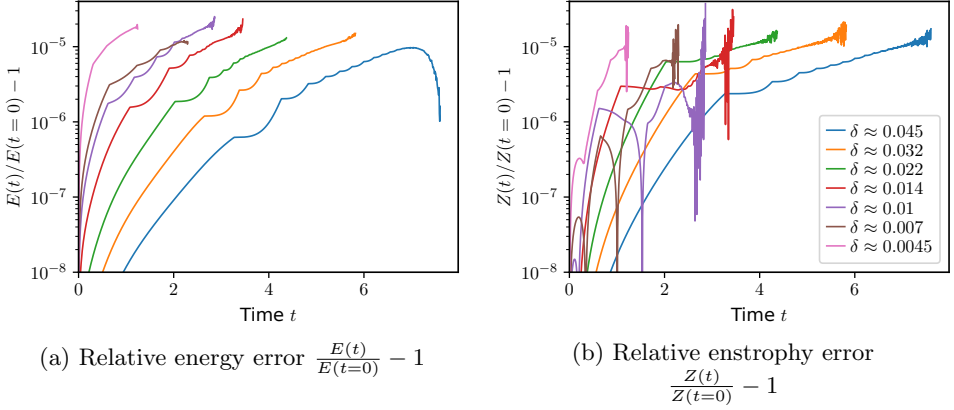 E(t)/E(t = 0) − 1
10⁻⁵
10⁻⁶
10⁻⁷
10⁻⁸
0 2 4 6
Time t
(a) Relative energy error E(t)/E(t=0) − 1
Z(t)/Z(t = 0) − 1
10⁻⁵
10⁻⁶
10⁻⁷
10⁻⁸
0 2 4 6
Time t
δ ≈ 0.045
δ ≈ 0.032
δ ≈ 0.022
δ ≈ 0.014
δ ≈ 0.01
δ ≈ 0.007
δ ≈ 0.0045
(b) Relative enstrophy error
Z(t)/Z(t=0) − 1